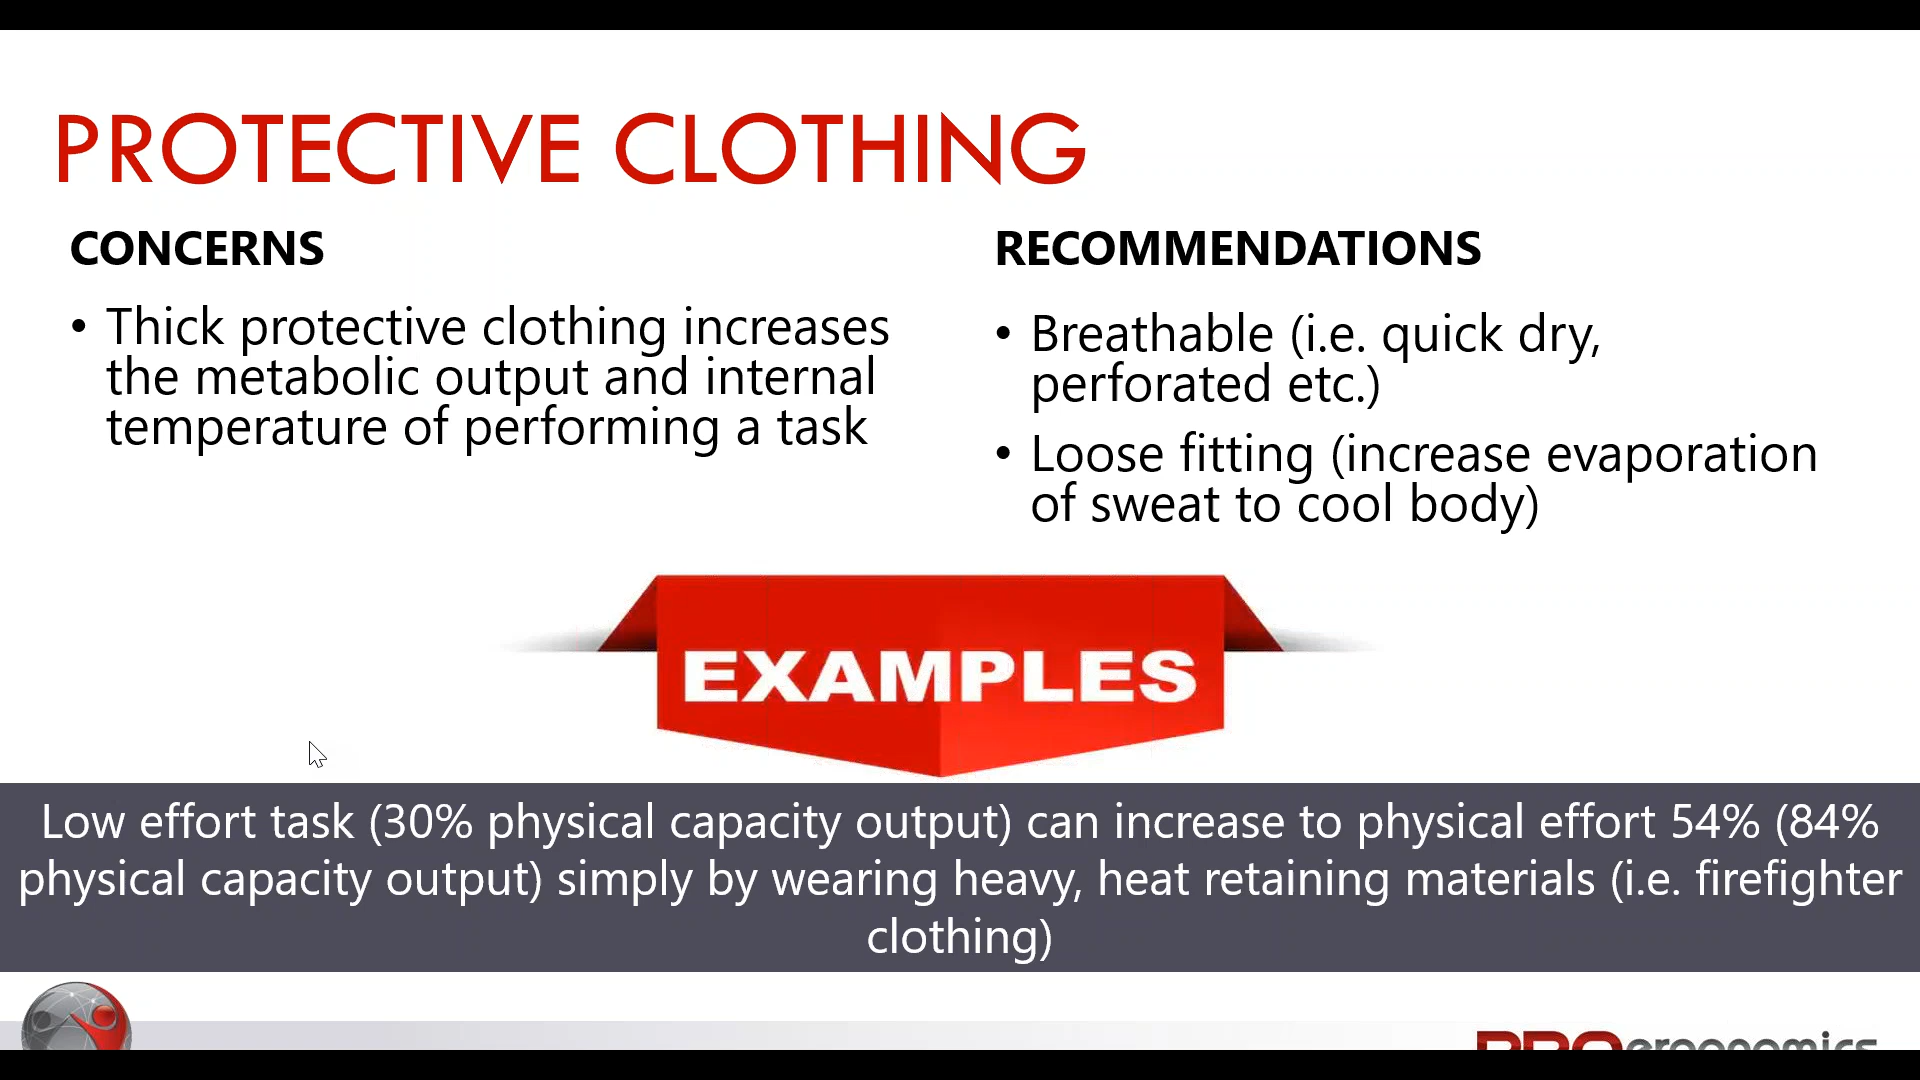 PROTECTIVE CLOTHING
CONCERNS
• Thick protective clothing increases
the metabolic output and internal
temperature of performing a task
RECOMMENDATIONS
• Breathable (i.e. quick dry,
perforated etc.)
• Loose fitting (increase evaporation
of sweat to cool body)
EXAMPLES
Low effort task (30% physical capacity output) can increase to physical effort 54% (84%
physical capacity output) simply by wearing heavy, heat retaining materials (i.e. firefighter
clothing)
PROergonomics